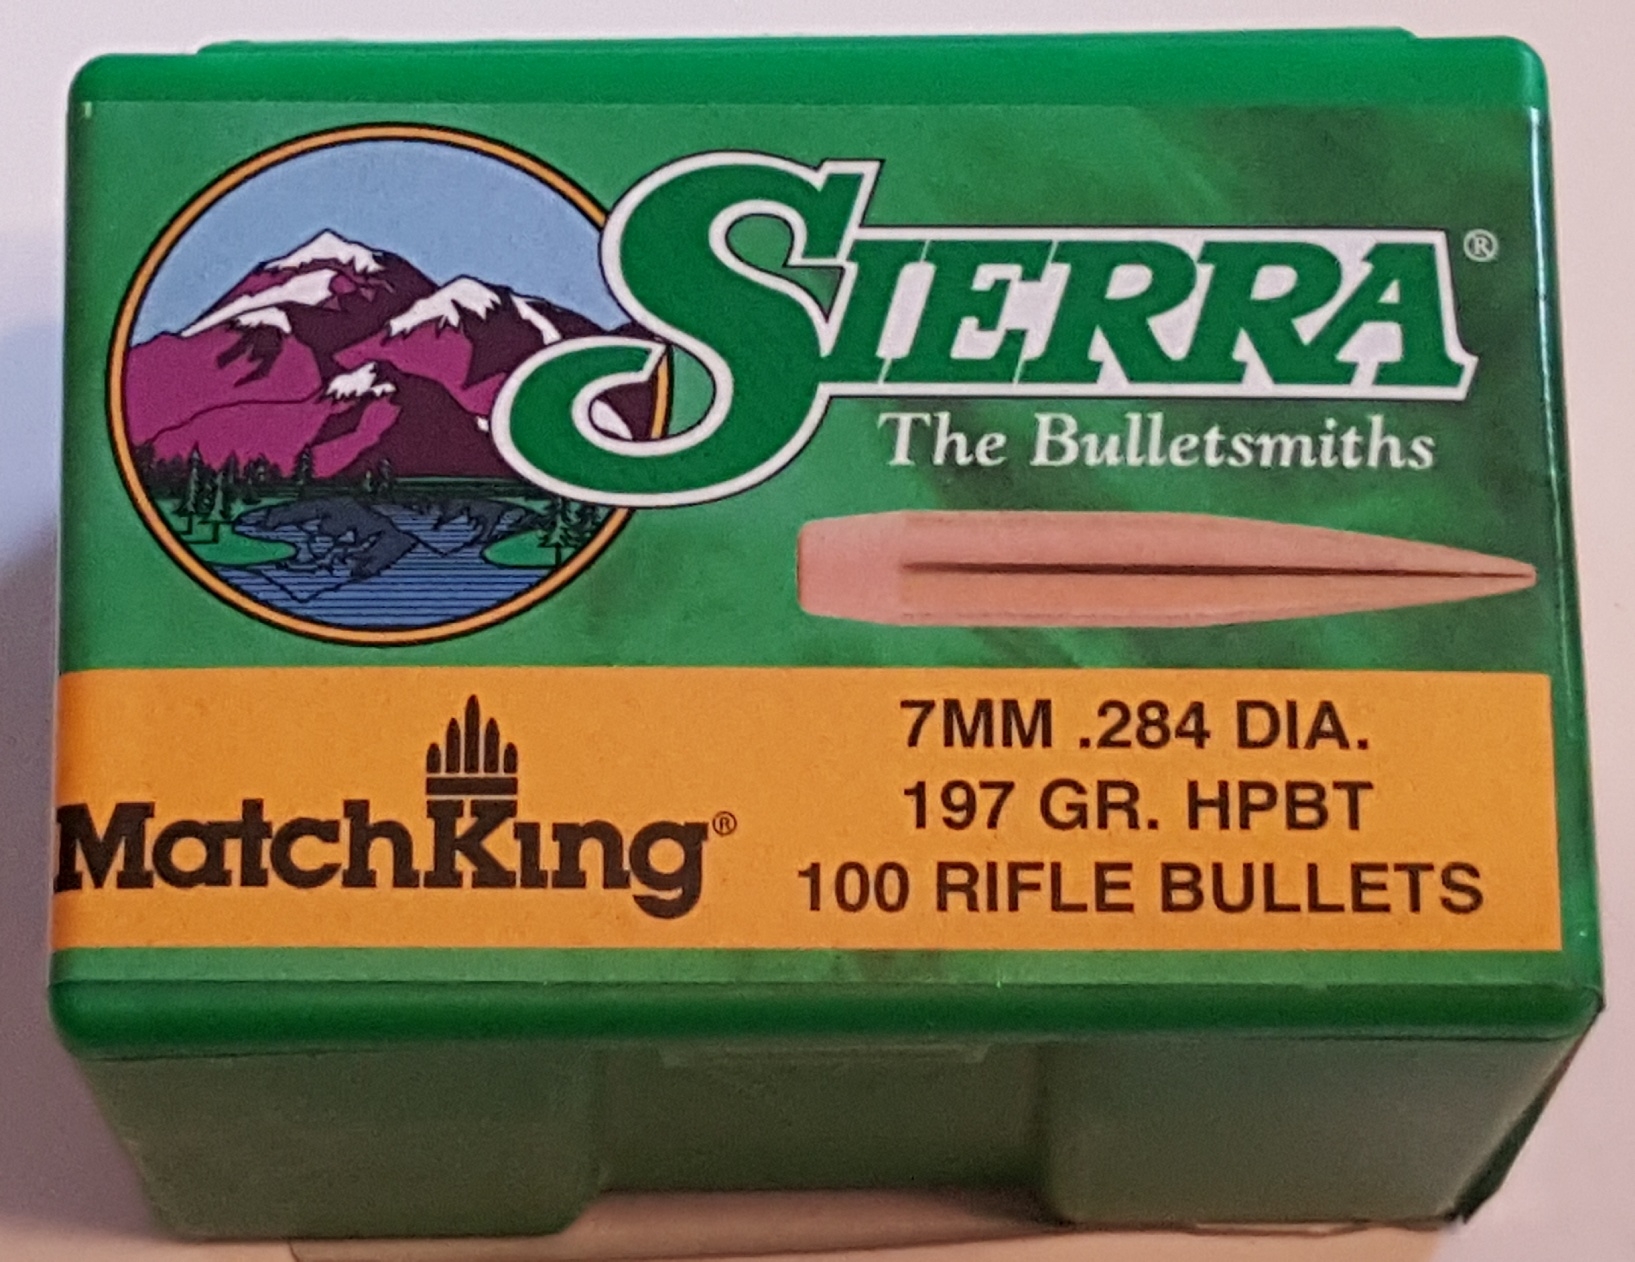 SIERRA®
The Bulletsmiths
MatchKing®
7MM .284 DIA.
197 GR. HPBT
100 RIFLE BULLETS